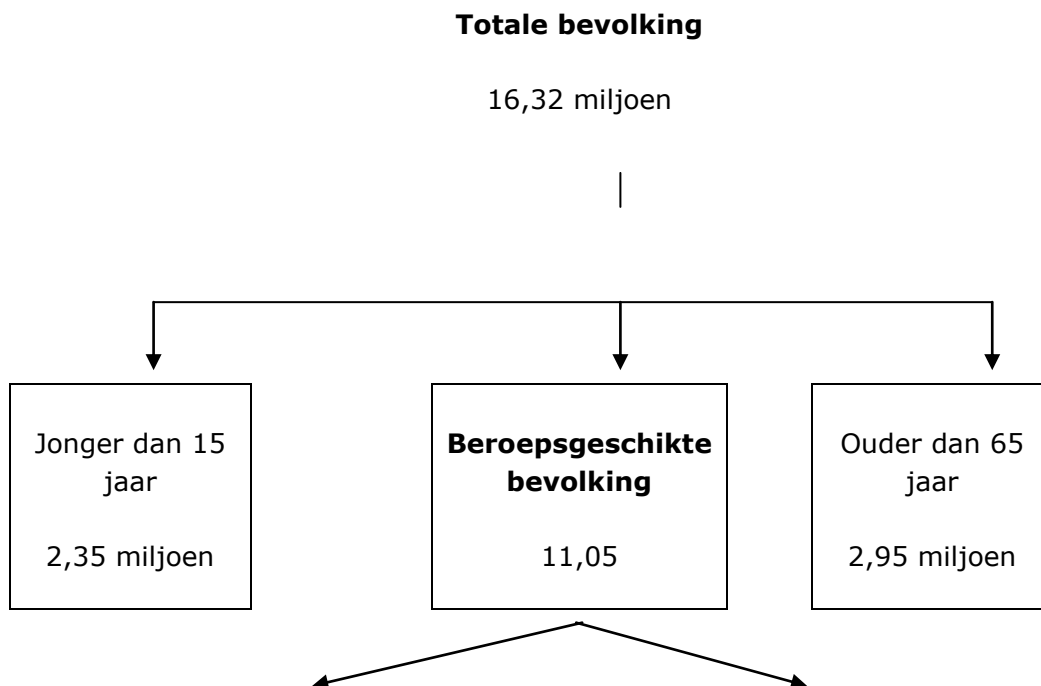 Totale bevolking
16,32 miljoen
Jonger dan 15
jaar
2,35 miljoen
Beroepsgeschikte
bevolking
11,05
Ouder dan 65
jaar
2,95 miljoen